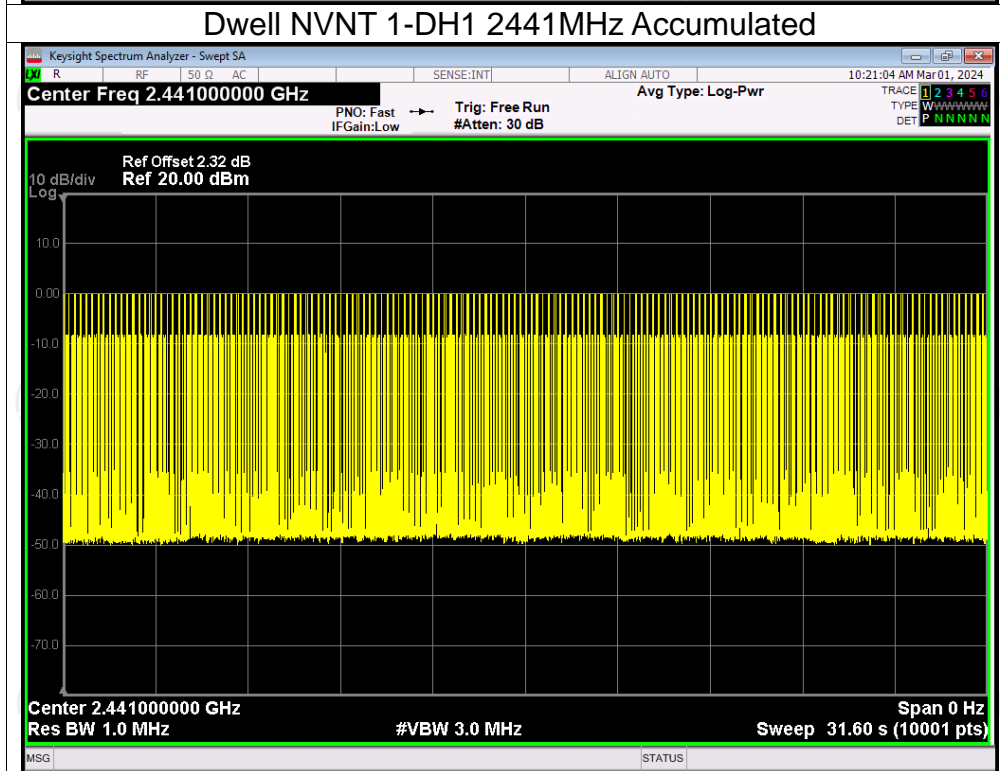 Dwell NVNT 1-DH1 2441MHz Accumulated
Keysight Spectrum Analyzer - Swept SA
LXI R RF 50 Ω AC SENSE:INT ALIGN AUTO 10:21:04 AM Mar 01, 2024
Center Freq 2.441000000 GHz Avg Type: Log-Pwr TRACE 1 2 3 4 5 6
PNO: Fast Trig: Free Run TYPE WWWWWW
IFGain:Low #Atten: 30 dB DET P N N N N N
Ref Offset 2.32 dB
10 dB/div Ref 20.00 dBm
Log
10.0
0.00
-10.0
-20.0
-30.0
-40.0
-50.0
-60.0
-70.0
Center 2.441000000 GHz Span 0 Hz
Res BW 1.0 MHz #VBW 3.0 MHz Sweep 31.60 s (10001 pts)
MSG STATUS